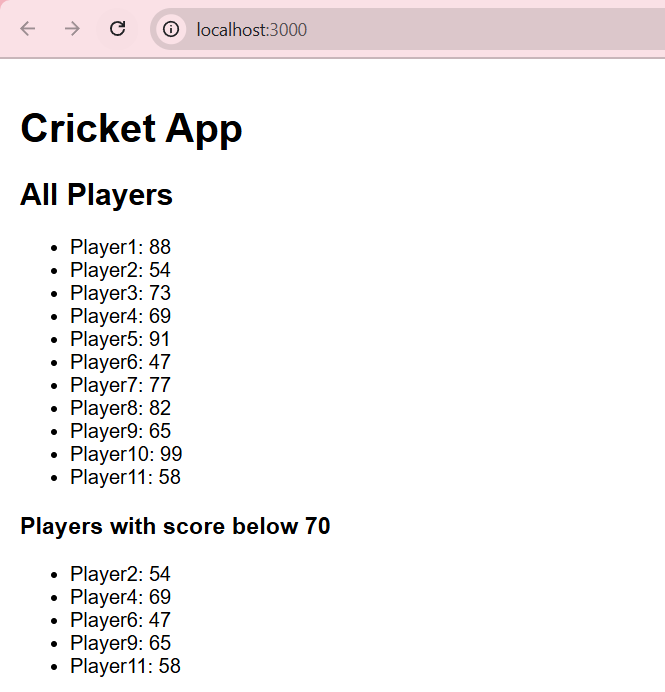 localhost:3000
Cricket App
All Players
• Player1: 88
• Player2: 54
• Player3: 73
• Player4: 69
• Player5: 91
• Player6: 47
• Player7: 77
• Player8: 82
• Player9: 65
• Player10: 99
• Player11: 58
Players with score below 70
• Player2: 54
• Player4: 69
• Player6: 47
• Player9: 65
• Player11: 58